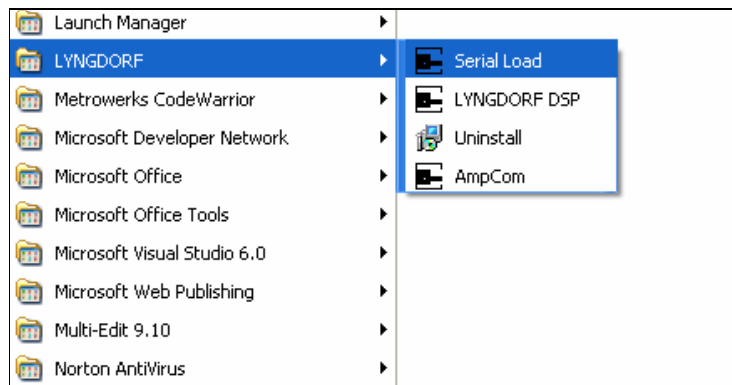 Launch Manager
LYNGDORF
Metrowerks CodeWarrior
Microsoft Developer Network
Microsoft Office
Microsoft Office Tools
Microsoft Visual Studio 6.0
Microsoft Web Publishing
Multi-Edit 9.10
Norton AntiVirus
Serial Load
LYNGDORF DSP
Uninstall
AmpCom